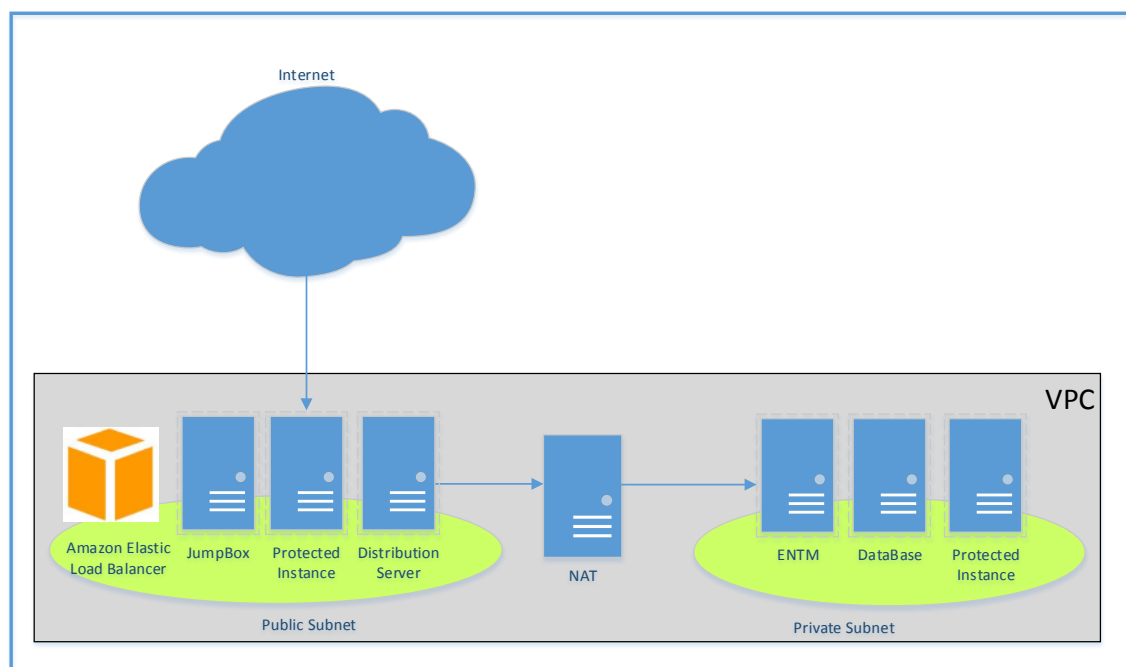 Internet
VPC
Amazon Elastic
Load Balancer
JumpBox
Protected
Instance
Distribution
Server
NAT
ENTM
DataBase
Protected
Instance
Public Subnet
Private Subnet